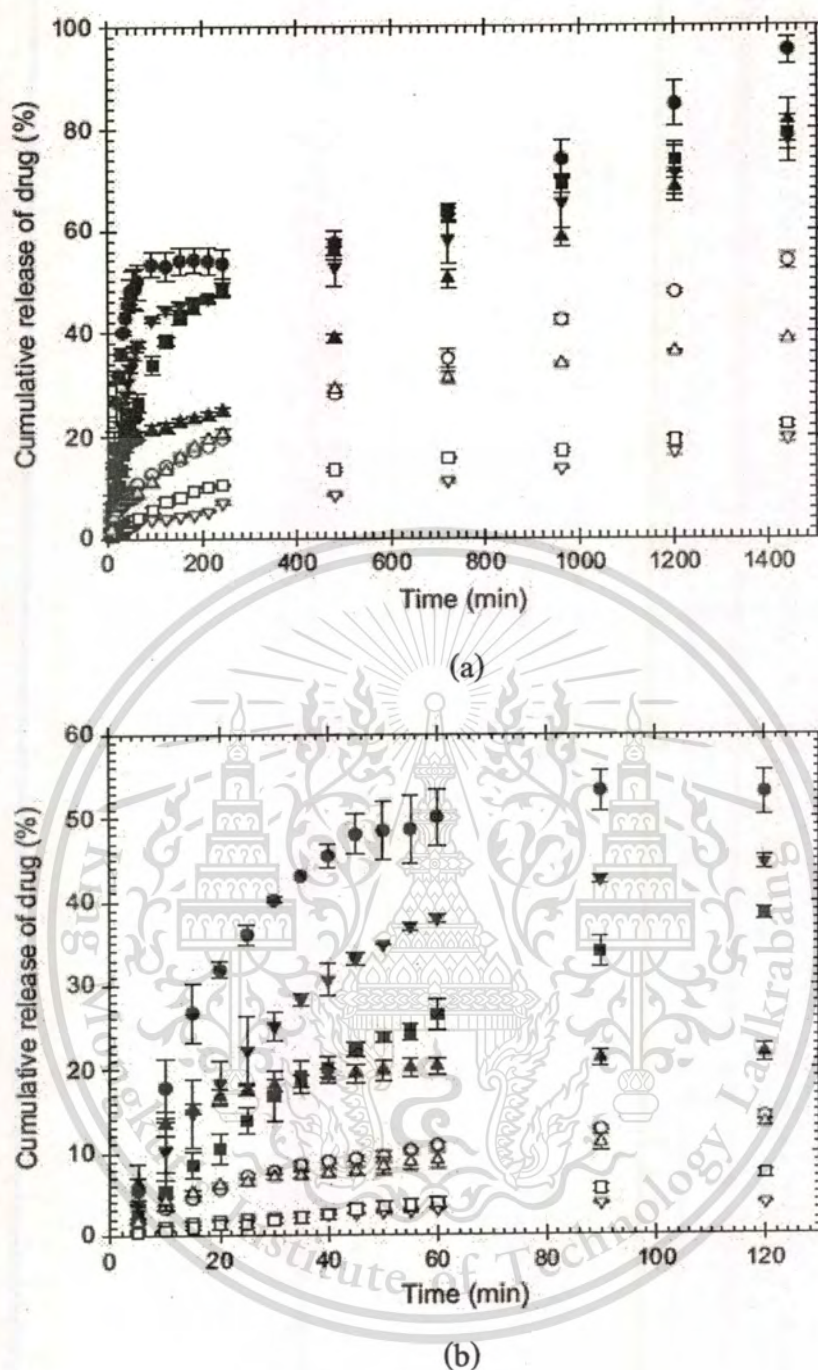 Cumulative release of drug (%)
100
80
60
40
20
0
0 200 400 600 800 1000 1200 1400
Time (min)
(a)
Cumulative release of drug (%)
60
50
40
30
20
10
0
0 20 40 60 80 100 120
Time (min)
(b)
Institute of Technology Ladkrabang